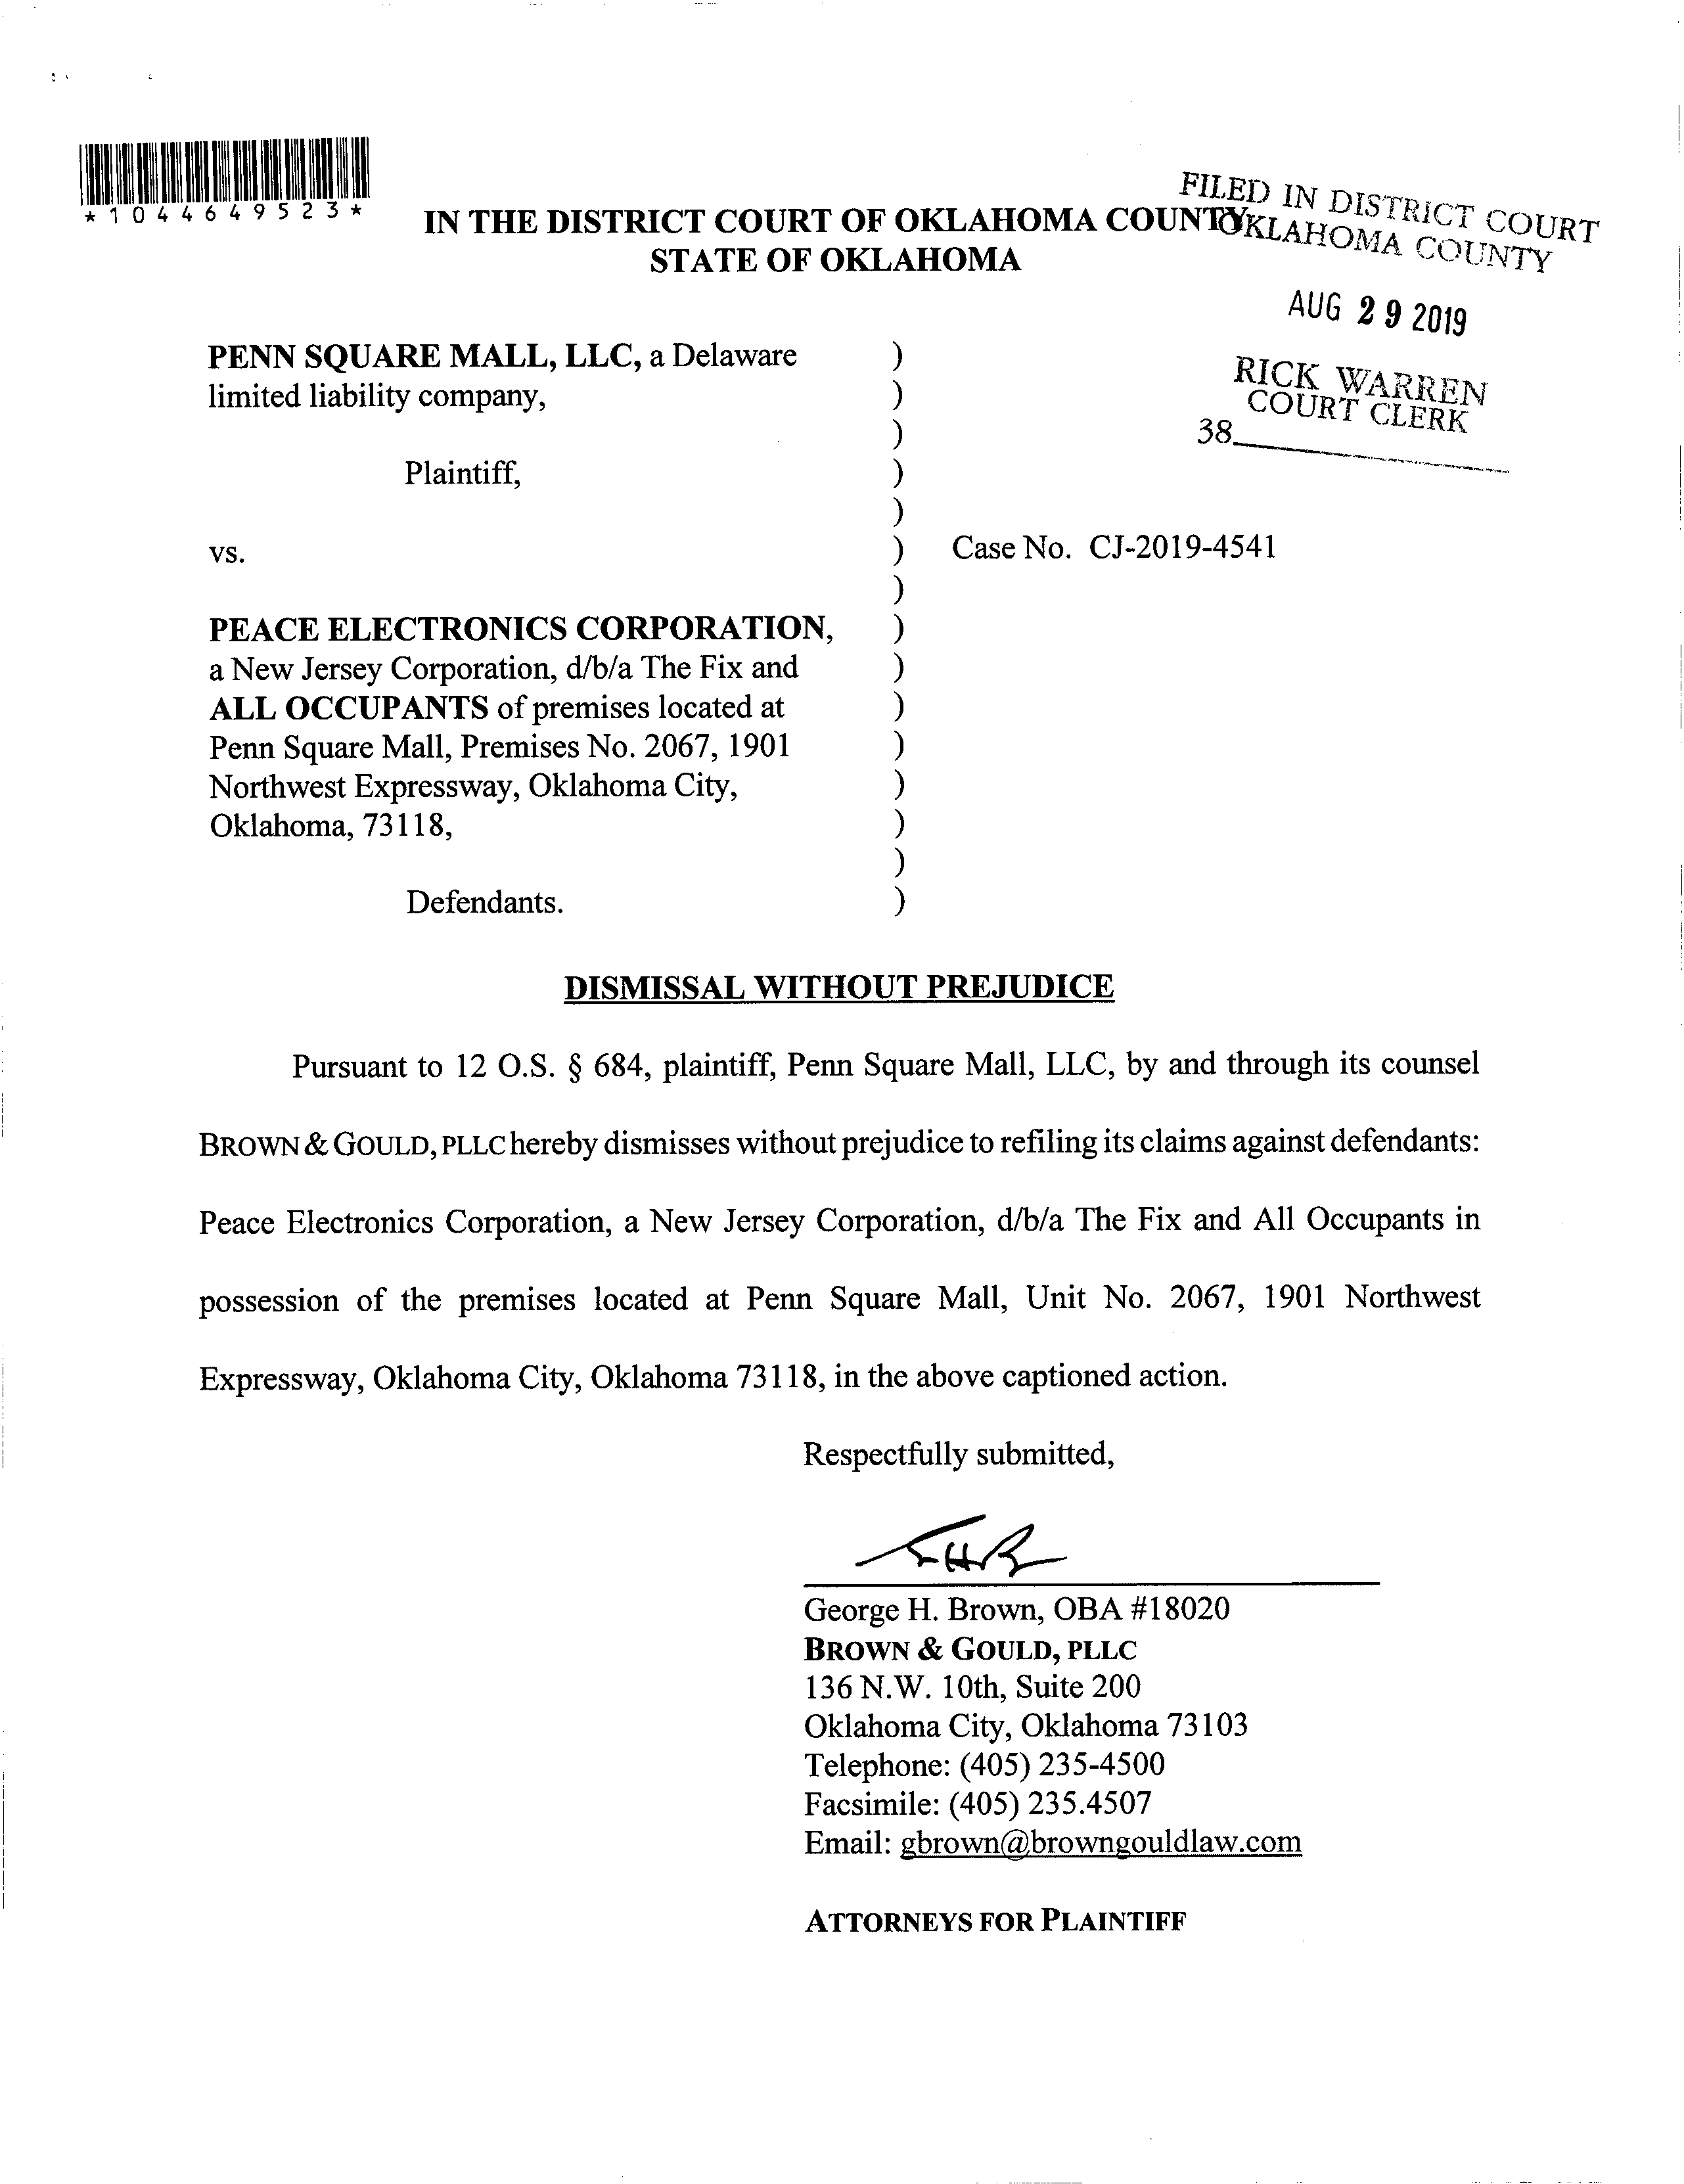 *1044649523*
FILED IN DISTRICT COURT
OKLAHOMA COUNTY
IN THE DISTRICT COURT OF OKLAHOMA COUNTY
STATE OF OKLAHOMA
AUG 29 2019
RICK WARREN
COURT CLERK
38
PENN SQUARE MALL, LLC, a Delaware )
limited liability company, )
)
Plaintiff, )
)
vs. ) Case No. CJ-2019-4541
)
PEACE ELECTRONICS CORPORATION, )
a New Jersey Corporation, d/b/a The Fix and )
ALL OCCUPANTS of premises located at )
Penn Square Mall, Premises No. 2067, 1901 )
Northwest Expressway, Oklahoma City, )
Oklahoma, 73118, )
)
Defendants. )
DISMISSAL WITHOUT PREJUDICE
Pursuant to 12 O.S. § 684, plaintiff, Penn Square Mall, LLC, by and through its counsel
BROWN & GOULD, PLLC hereby dismisses without prejudice to refiling its claims against defendants:
Peace Electronics Corporation, a New Jersey Corporation, d/b/a The Fix and All Occupants in
possession of the premises located at Penn Square Mall, Unit No. 2067, 1901 Northwest
Expressway, Oklahoma City, Oklahoma 73118, in the above captioned action.
Respectfully submitted,
George H. Brown, OBA #18020
BROWN & GOULD, PLLC
136 N.W. 10th, Suite 200
Oklahoma City, Oklahoma 73103
Telephone: (405) 235-4500
Facsimile: (405) 235.4507
Email: gbrown@browngouldlaw.com
ATTORNEYS FOR PLAINTIFF